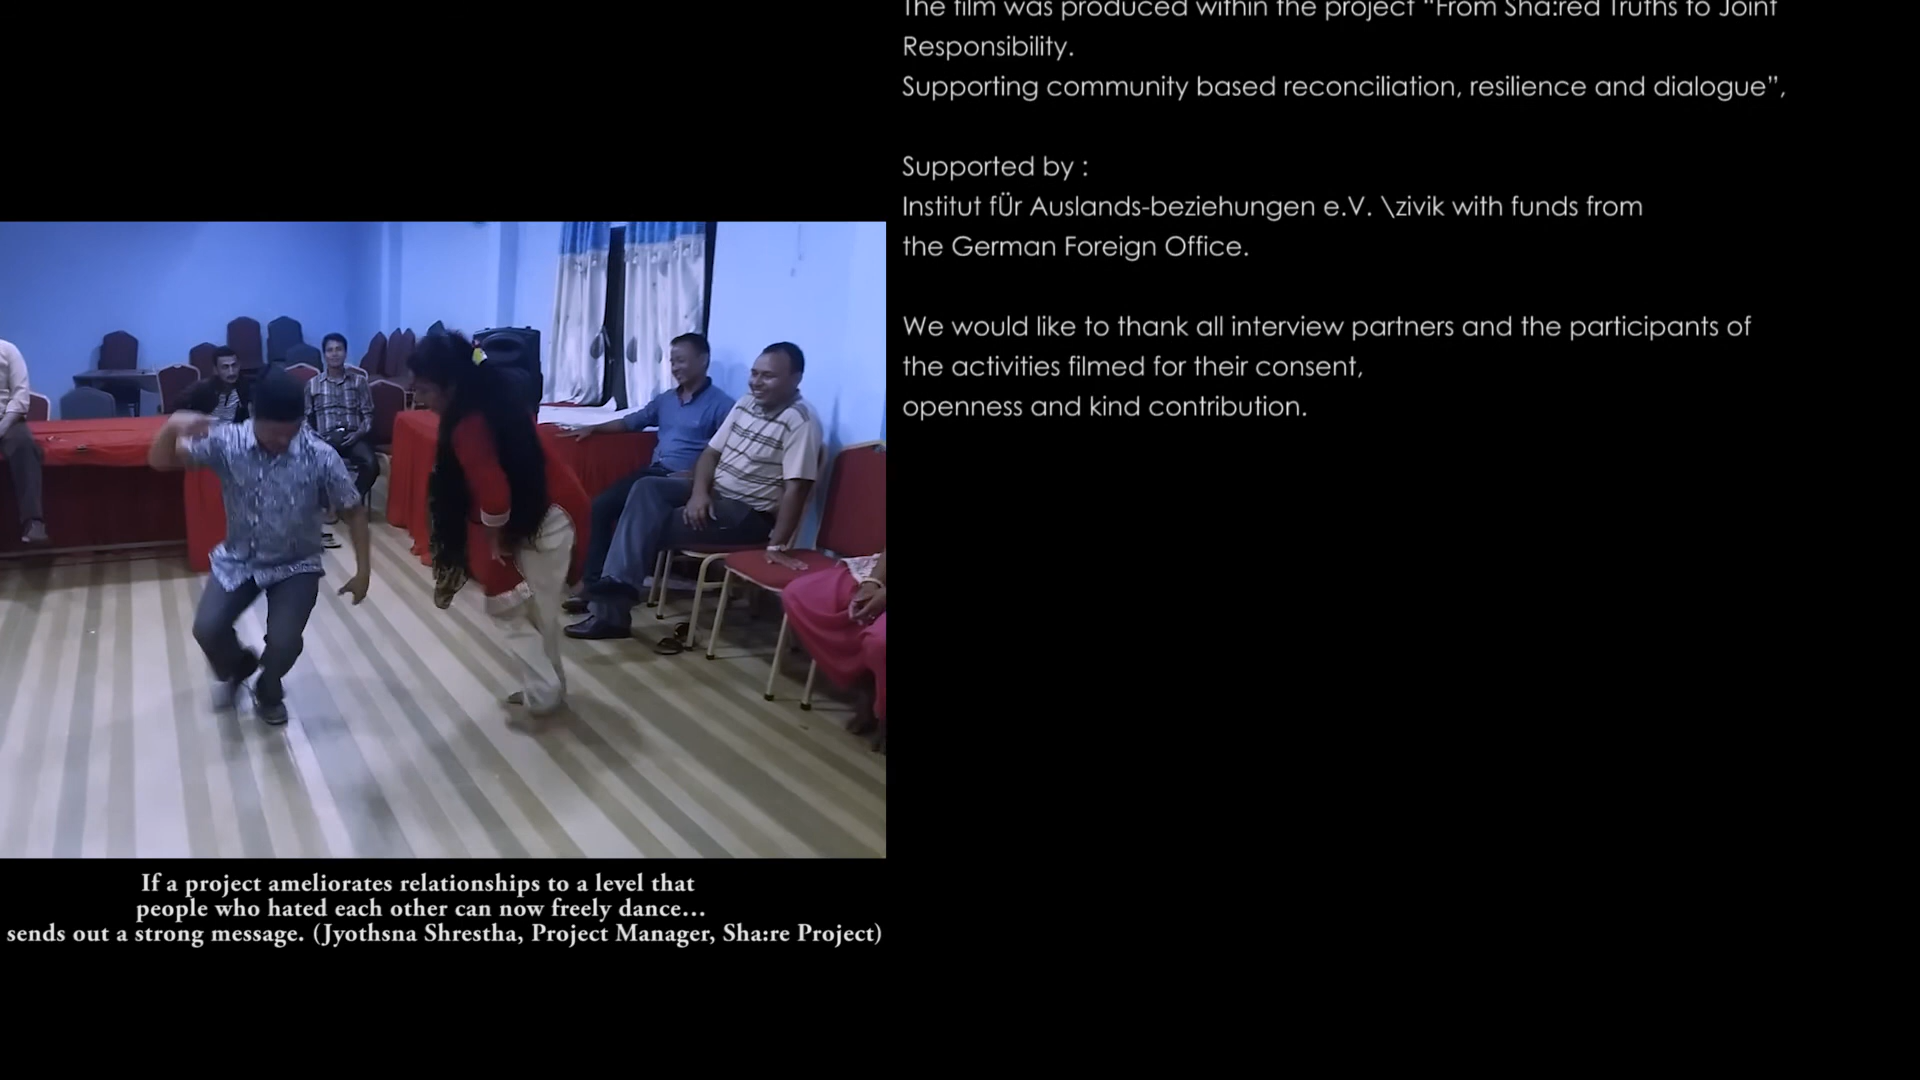 The film was produced within the project “From Sha:red Truths to Joint
Responsibility.
Supporting community based reconciliation, resilience and dialogue”,
Supported by :
Institut fÜr Auslands-beziehungen e.V. \zivik with funds from
the German Foreign Office.
We would like to thank all interview partners and the participants of
the activities filmed for their consent,
openness and kind contribution.
If a project ameliorates relationships to a level that
people who hated each other can now freely dance...
sends out a strong message. (Jyothsna Shrestha, Project Manager, Sha:re Project)